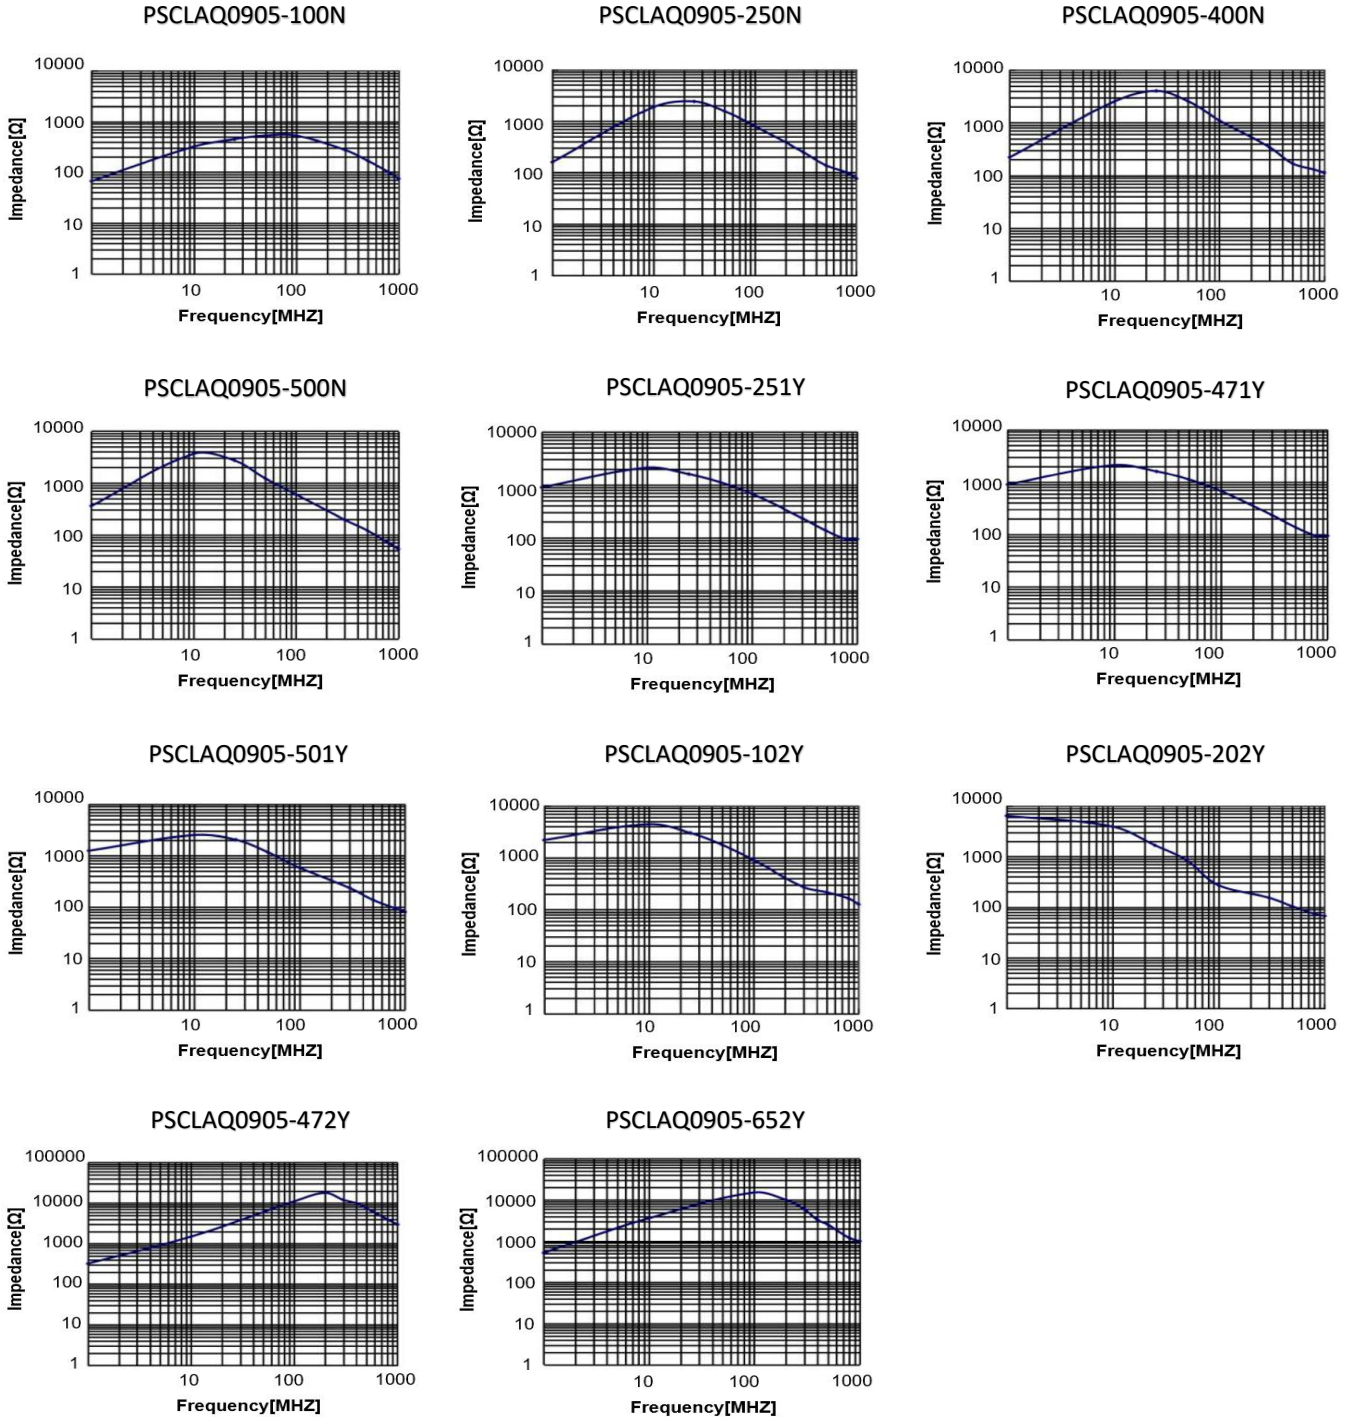 PSCLAQ0905-100N
Impedance[Ω]
10000
1000
100
10
1
10 100 1000
Frequency[MHZ]
PSCLAQ0905-250N
Impedance[Ω]
10000
1000
100
10
1
10 100 1000
Frequency[MHZ]
PSCLAQ0905-400N
Impedance[Ω]
10000
1000
100
10
1
10 100 1000
Frequency[MHZ]
PSCLAQ0905-500N
Impedance[Ω]
10000
1000
100
10
1
10 100 1000
Frequency[MHZ]
PSCLAQ0905-251Y
Impedance[Ω]
10000
1000
100
10
1
10 100 1000
Frequency[MHZ]
PSCLAQ0905-471Y
Impedance[Ω]
10000
1000
100
10
1
10 100 1000
Frequency[MHZ]
PSCLAQ0905-501Y
Impedance[Ω]
10000
1000
100
10
1
10 100 1000
Frequency[MHZ]
PSCLAQ0905-102Y
Impedance[Ω]
10000
1000
100
10
1
10 100 1000
Frequency[MHZ]
PSCLAQ0905-202Y
Impedance[Ω]
10000
1000
100
10
1
10 100 1000
Frequency[MHZ]
PSCLAQ0905-472Y
Impedance[Ω]
100000
10000
1000
100
10
1
10 100 1000
Frequency[MHZ]
PSCLAQ0905-652Y
Impedance[Ω]
100000
10000
1000
100
10
1
10 100 1000
Frequency[MHZ]